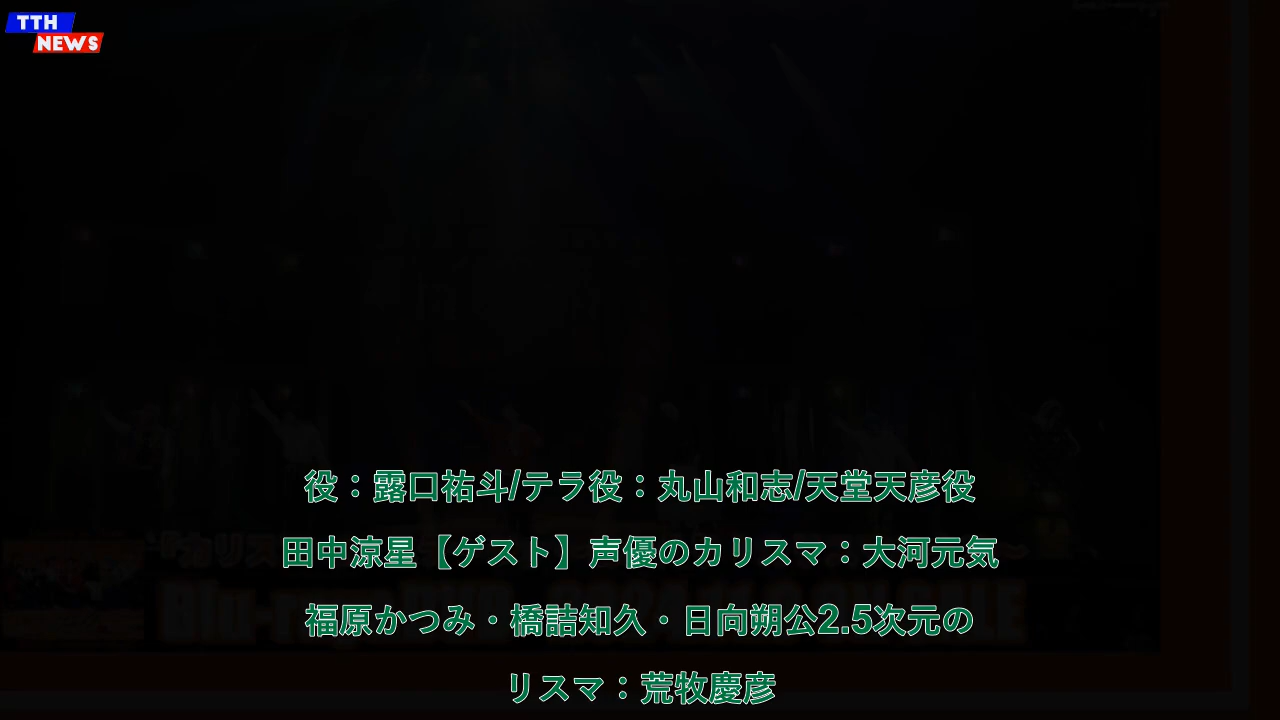 TTH
NEWS
役：露口祐斗/テラ役：丸山和志/天堂天彦役
田中涼星【ゲスト】声優のカリスマ：大河元気
福原かつみ・橋詰知久・日向朔公2.5次元の
リスマ：荒牧慶彦